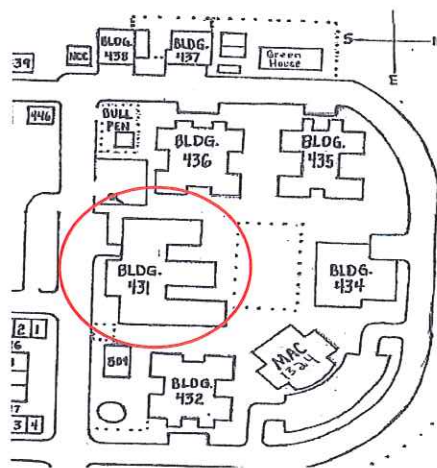 BLDG.
438
BLDG.
437
Green
House
S
E
39
NCC
446
BULL
PEN
BLDG.
436
BLDG.
435
BLDG.
431
BLDG.
434
2 1
509
BLDG.
432
MAC
1324
3 4